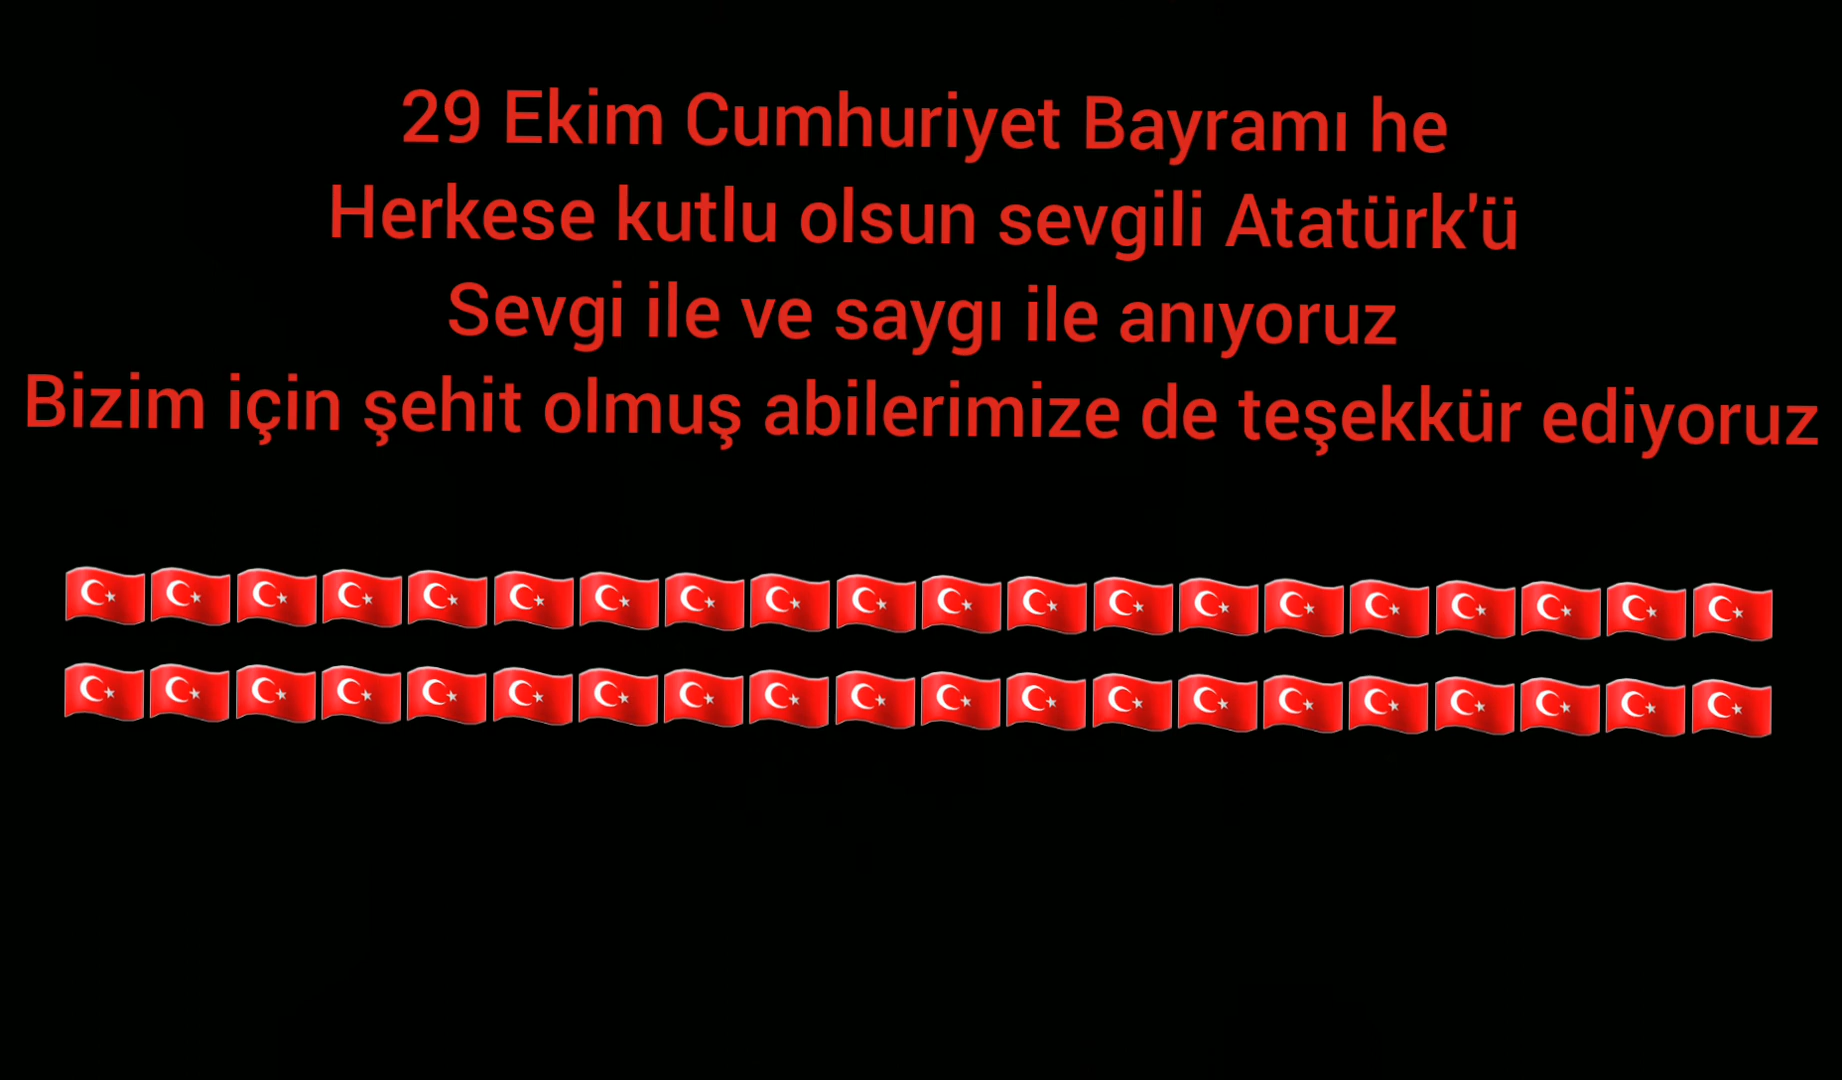 29 Ekim Cumhuriyet Bayramı he
Herkese kutlu olsun sevgili Atatürk'ü
Sevgi ile ve saygı ile anıyoruz
Bizim için şehit olmuş abilerimize de teşekkür ediyoruz
🇹🇷🇹🇷🇹🇷🇹🇷🇹🇷🇹🇷🇹🇷🇹🇷🇹🇷🇹🇷🇹🇷🇹🇷🇹🇷🇹🇷🇹🇷🇹🇷🇹🇷🇹🇷🇹🇷🇹🇷
🇹🇷🇹🇷🇹🇷🇹🇷🇹🇷🇹🇷🇹🇷🇹🇷🇹🇷🇹🇷🇹🇷🇹🇷🇹🇷🇹🇷🇹🇷🇹🇷🇹🇷🇹🇷🇹🇷🇹🇷